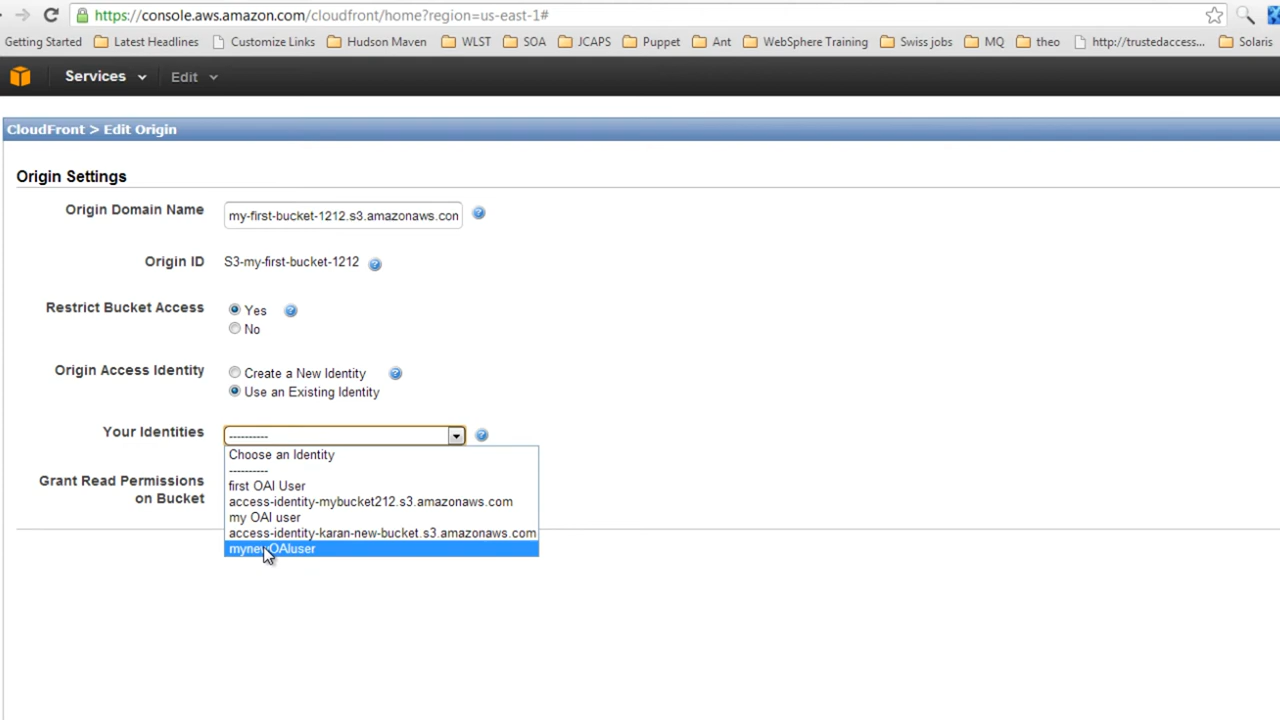 https://console.aws.amazon.com/cloudfront/home?region=us-east-1#
Getting Started Latest Headlines Customize Links Hudson Maven WLST SOA JCAPS Puppet Ant WebSphere Training Swiss jobs MQ theo http://trustedaccess... Solaris
Services Edit
CloudFront > Edit Origin
Origin Settings
Origin Domain Name my-first-bucket-1212.s3.amazonaws.con
Origin ID S3-my-first-bucket-1212
Restrict Bucket Access Yes
No
Origin Access Identity Create a New Identity
Use an Existing Identity
Your Identities ----------
Choose an Identity
----------
Grant Read Permissions on Bucket
first OAI User
access-identity-mybucket212.s3.amazonaws.com
my OAI user
access-identity-karan-new-bucket.s3.amazonaws.com
mynewOAIuser